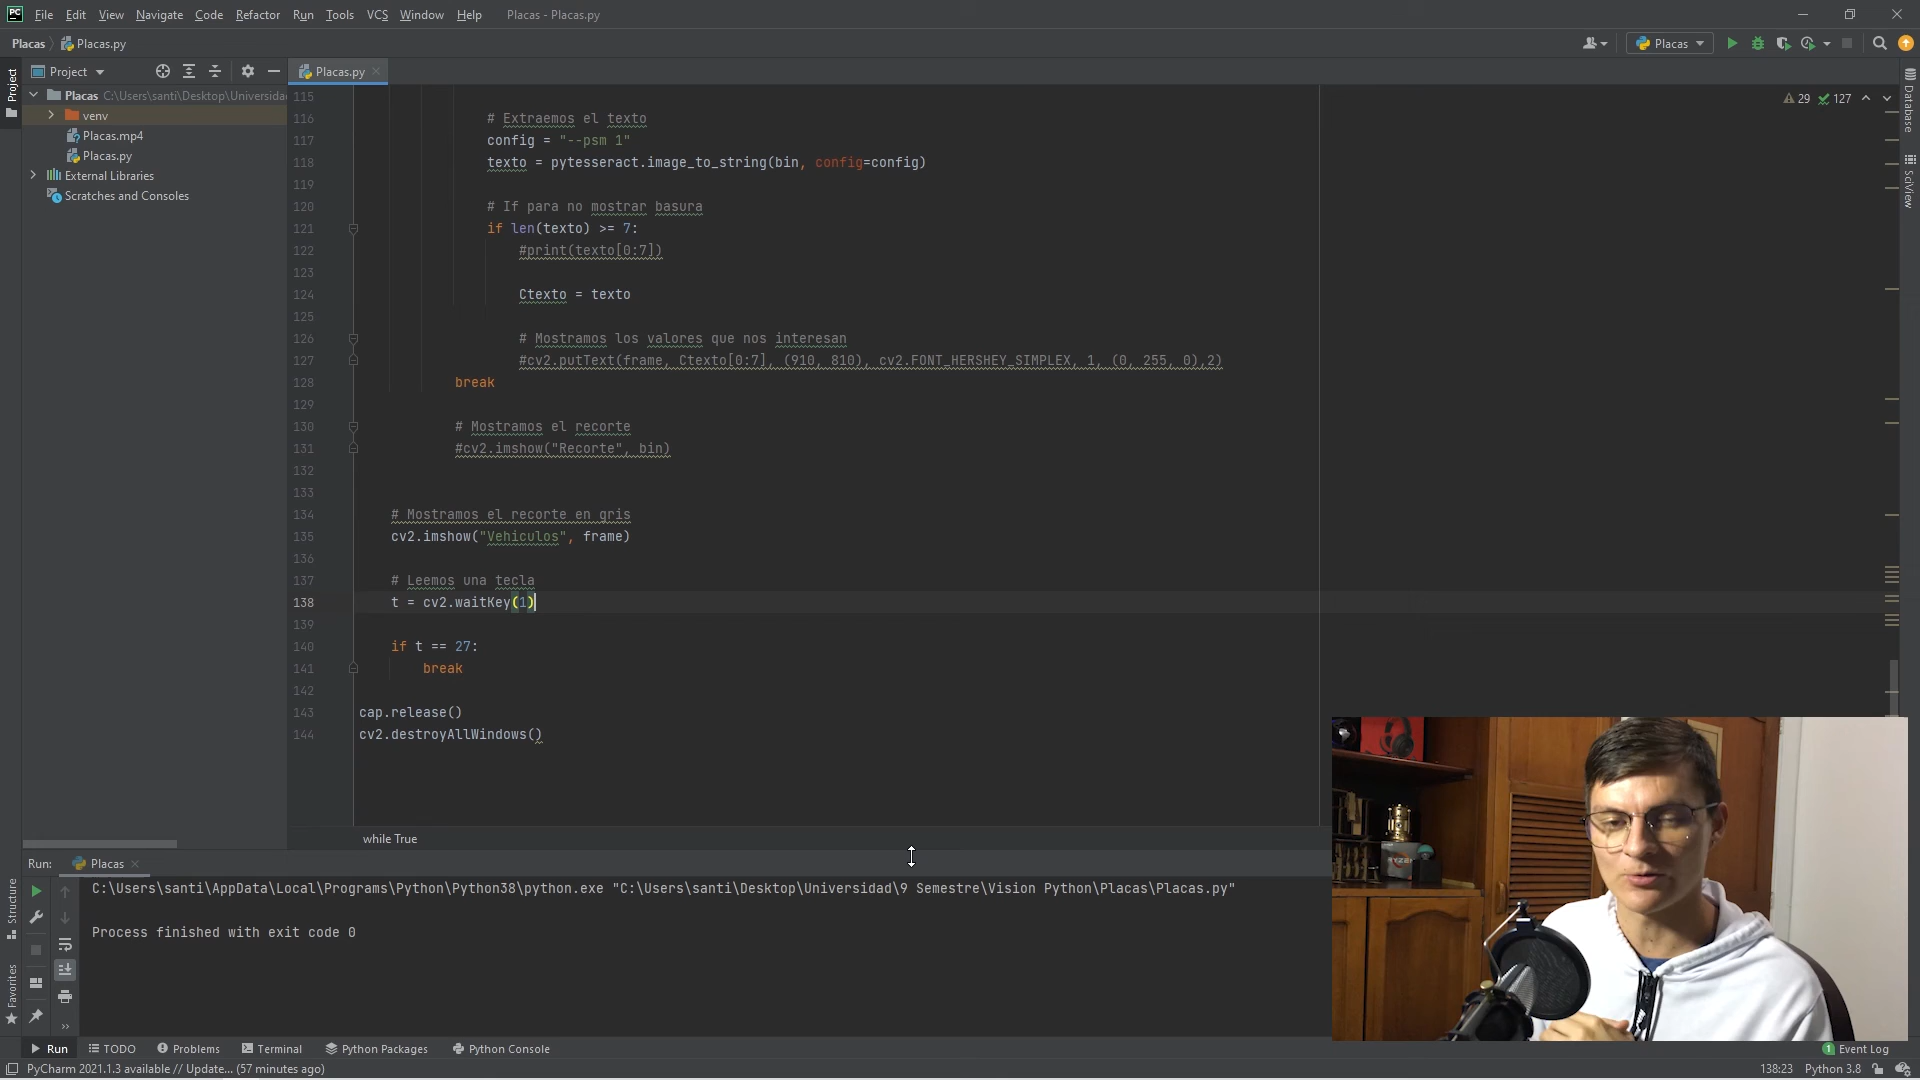 PC File Edit View Navigate Code Refactor Run Tools VCS Window Help Placas - Placas.py
Placas Placas.py Placas
Project Placas.py
Placas C:\Users\santi\Desktop\Universida
venv
Placas.mp4
Placas.py
External Libraries
Scratches and Consoles
Project
Structure
Favorites
Database
SciView
29 127
115
116 # Extraemos el texto
117 config = "--psm 1"
118 texto = pytesseract.image_to_string(bin, config=config)
119
120 # If para no mostrar basura
121 if len(texto) >= 7:
122 #print(texto[0:7])
123
124 Ctexto = texto
125
126 # Mostramos los valores que nos interesan
127 #cv2.putText(frame, Ctexto[0:7], (910, 810), cv2.FONT_HERSHEY_SIMPLEX, 1, (0, 255, 0),2)
128 break
129
130 # Mostramos el recorte
131 #cv2.imshow("Recorte", bin)
132
133
134 # Mostramos el recorte en gris
135 cv2.imshow("Vehiculos", frame)
136
137 # Leemos una tecla
138 t = cv2.waitKey(1)
139
140 if t == 27:
141 break
142
143 cap.release()
144 cv2.destroyAllWindows()
while True
Run: Placas
C:\Users\santi\AppData\Local\Programs\Python\Python38\python.exe "C:\Users\santi\Desktop\Universidad\9 Semestre\Vision Python\Placas\Placas.py"
Process finished with exit code 0
RYZEN
Run TODO Problems Terminal Python Packages Python Console 1 Event Log
PyCharm 2021.1.3 available // Update... (57 minutes ago) 138:23 Python 3.8